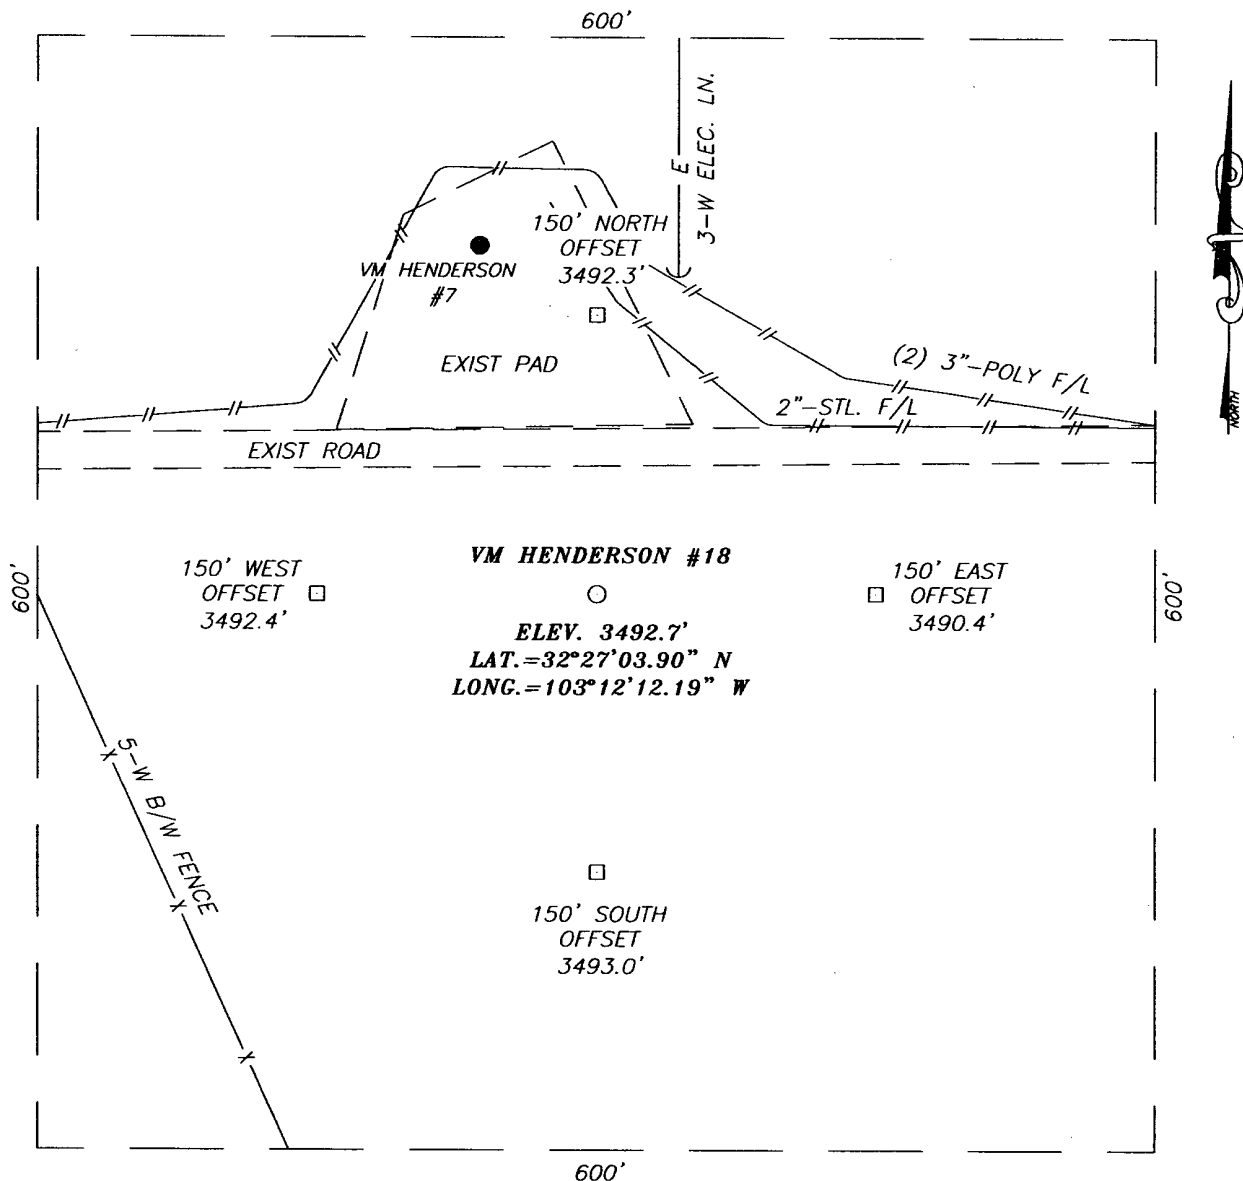 600'
3-W ELEC. LN.
E
150' NORTH
OFFSET
3492.3'
VM HENDERSON
#7
EXIST PAD
(2) 3"-POLY F/L
2"-STL. F/L
EXIST ROAD
NORTH
600'
150' WEST
OFFSET
3492.4'
VM HENDERSON #18
ELEV. 3492.7'
LAT.=32°27'03.90" N
LONG.=103°12'12.19" W
150' EAST
OFFSET
3490.4'
600'
5-W B/W FENCE
150' SOUTH
OFFSET
3493.0'
600'